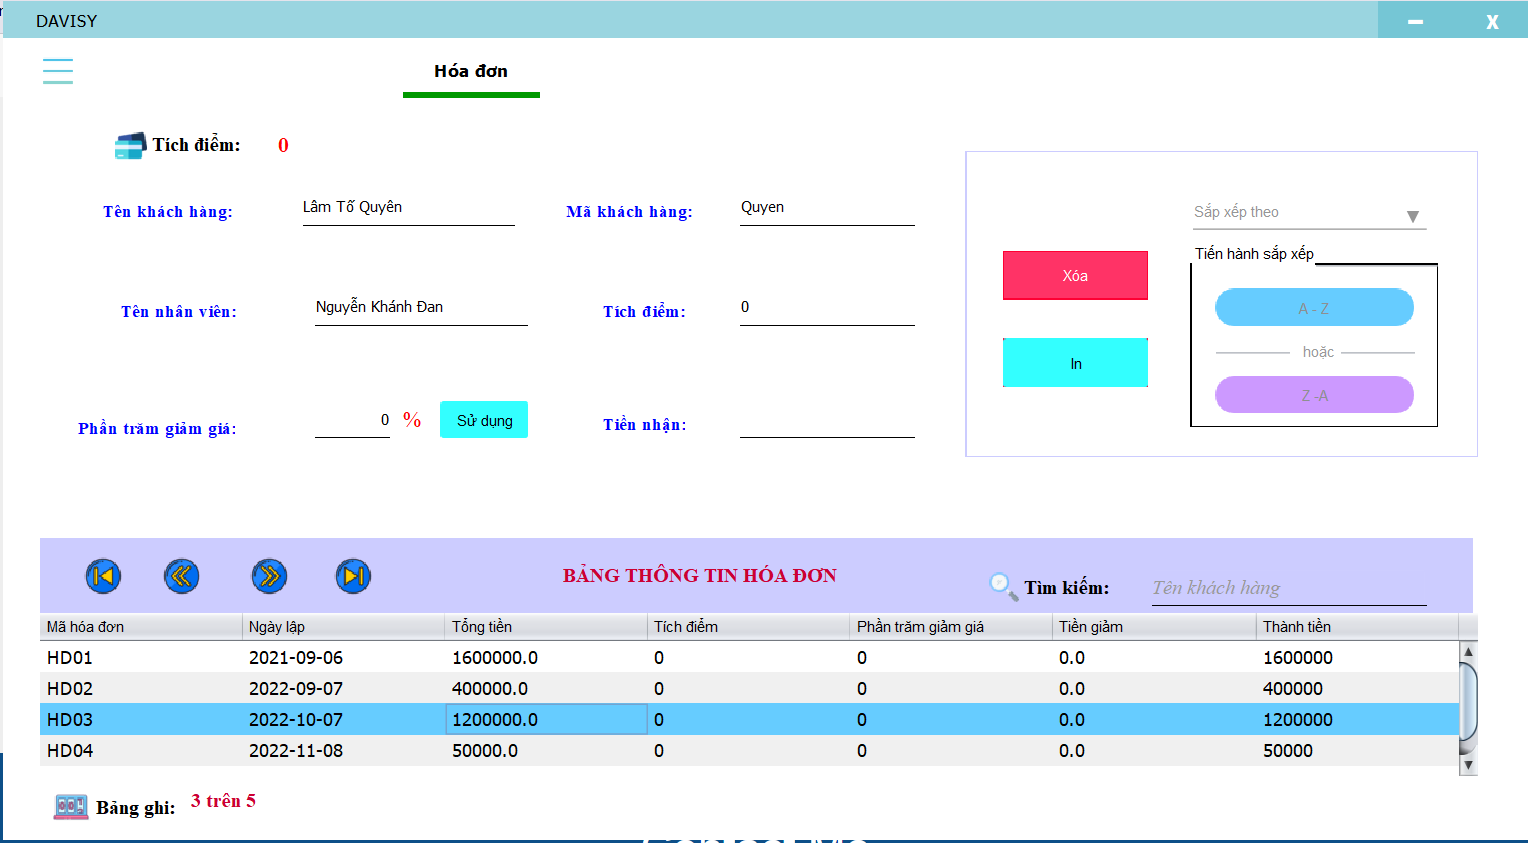 DAVISY
X
Hóa đơn
Tích điểm: 0
Tên khách hàng: Lâm Tố Quyên Mã khách hàng: Quyen
Sắp xếp theo
Tiến hành sắp xếp
Xóa
A - Z
Tên nhân viên: Nguyễn Khánh Đan Tích điểm: 0
hoặc
In
Z -A
Phần trăm giảm giá: 0 % Sử dụng Tiền nhận:
BẢNG THÔNG TIN HÓA ĐƠN
Tìm kiếm: Tên khách hàng
Mã hóa đơn Ngày lập Tổng tiền Tích điểm Phần trăm giảm giá Tiền giảm Thành tiền
HD01 2021-09-06 1600000.0 0 0 0.0 1600000
HD02 2022-09-07 400000.0 0 0 0.0 400000
HD03 2022-10-07 1200000.0 0 0 0.0 1200000
HD04 2022-11-08 50000.0 0 0 0.0 50000
Bảng ghi: 3 trên 5